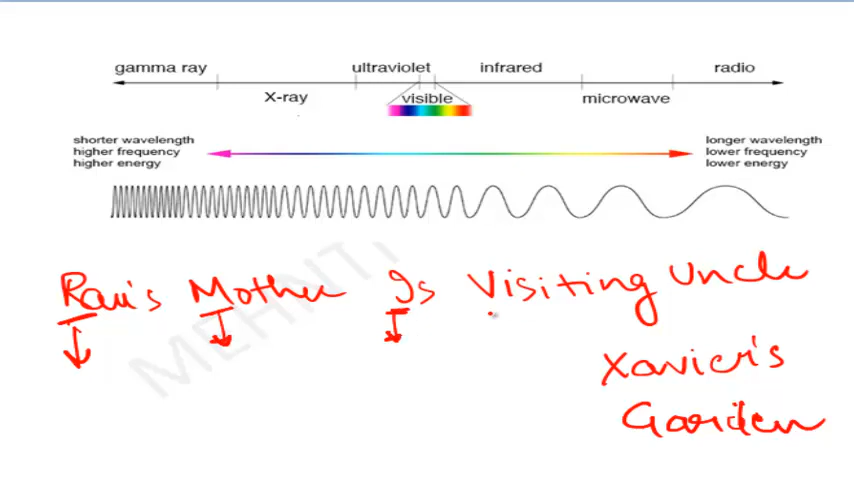 gamma ray ultraviolet infrared radio
X-ray visible microwave
shorter wavelength
higher frequency
higher energy
longer wavelength
lower frequency
lower energy
Ravi's Mother Is Visiting Uncle
Xavier's
Garden
MEHNTI